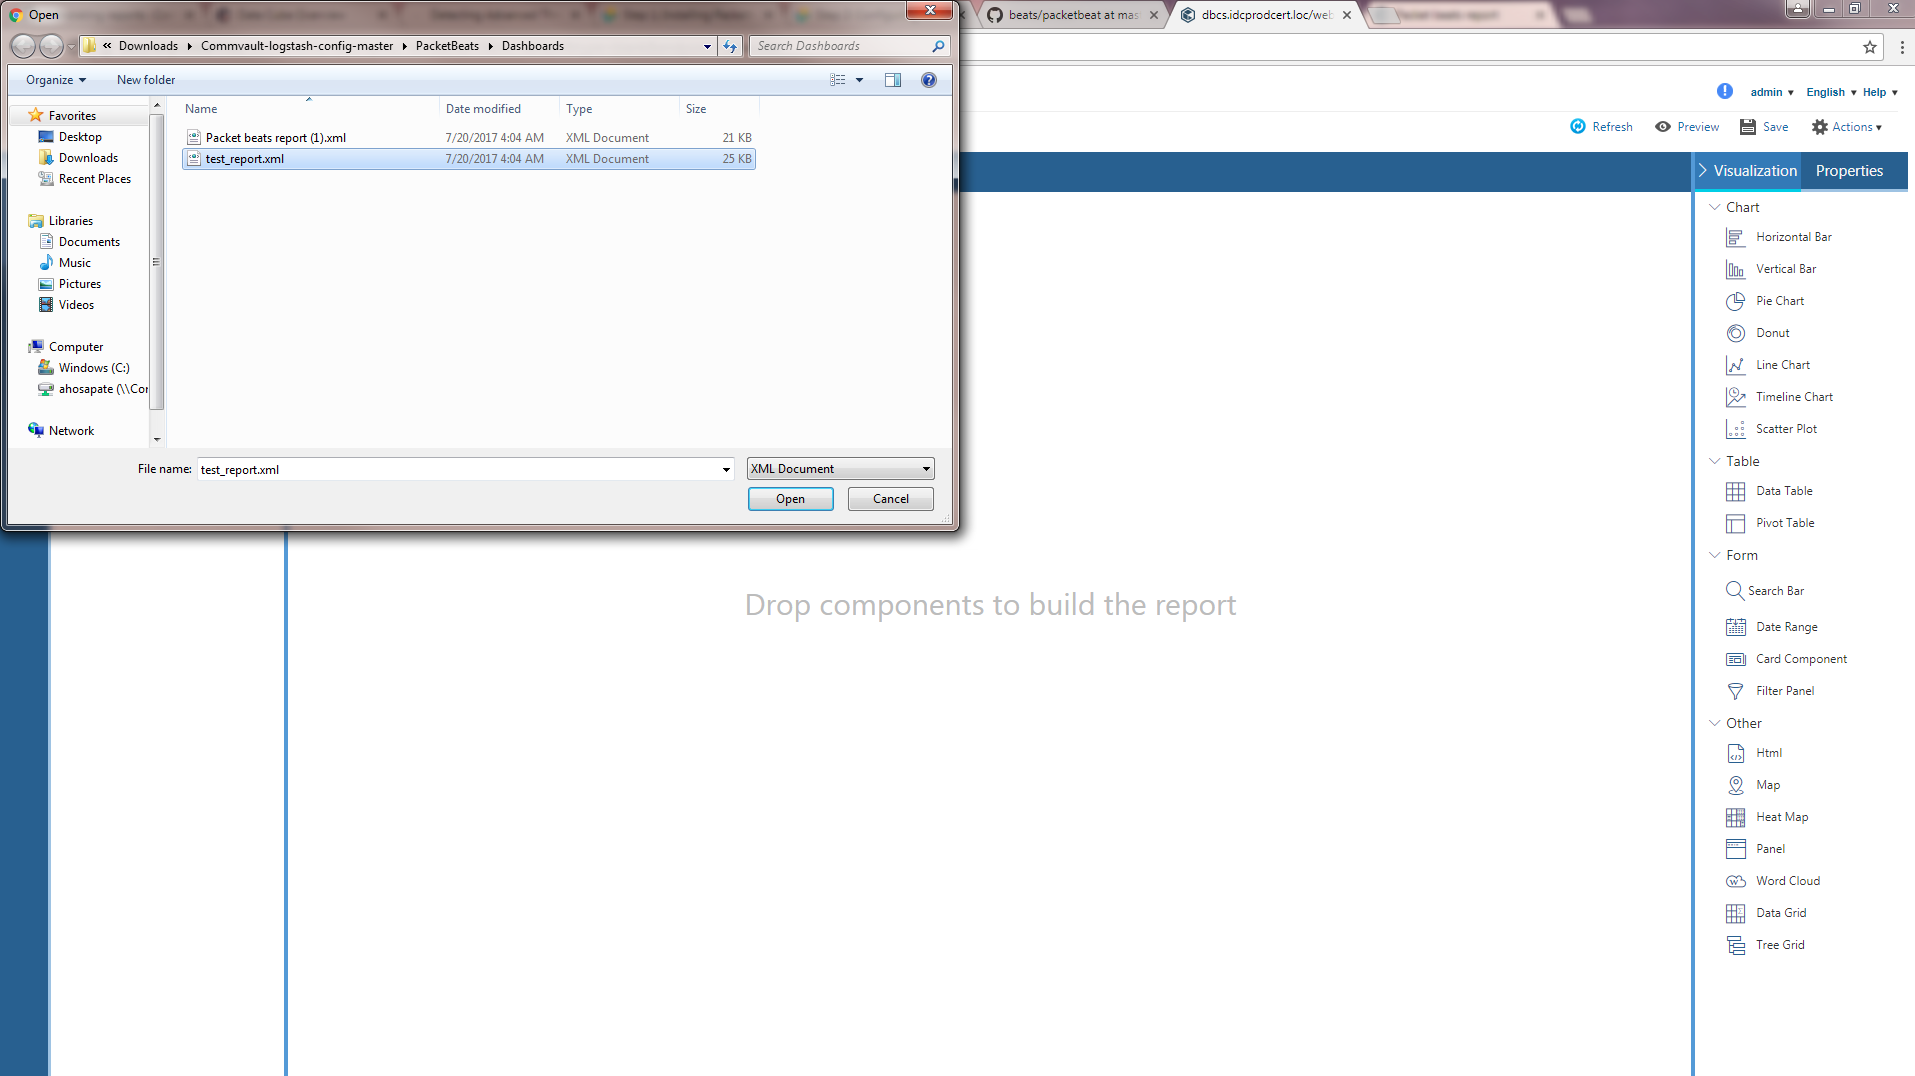 Open
beats/packetbeat at mas
dbcs.idcprodcert.loc/web
Packet beats report
« Downloads Commvault-logstash-config-master PacketBeats Dashboards
Search Dashboards
Organize
New folder
admin
English
Help
Refresh
Preview
Save
Actions
Name
Date modified
Type
Size
Packet beats report (1).xml 7/20/2017 4:04 AM XML Document 21 KB
test_report.xml 7/20/2017 4:04 AM XML Document 25 KB
Favorites
Desktop
Downloads
Recent Places
Libraries
Documents
Music
Pictures
Videos
Computer
Windows (C:)
ahosapate (\\Cor
Network
File name: test_report.xml
XML Document
Open
Cancel
Drop components to build the report
Visualization
Properties
Chart
Horizontal Bar
Vertical Bar
Pie Chart
Donut
Line Chart
Timeline Chart
Scatter Plot
Table
Data Table
Pivot Table
Form
Search Bar
Date Range
Card Component
Filter Panel
Other
Html
Map
Heat Map
Panel
Word Cloud
Data Grid
Tree Grid